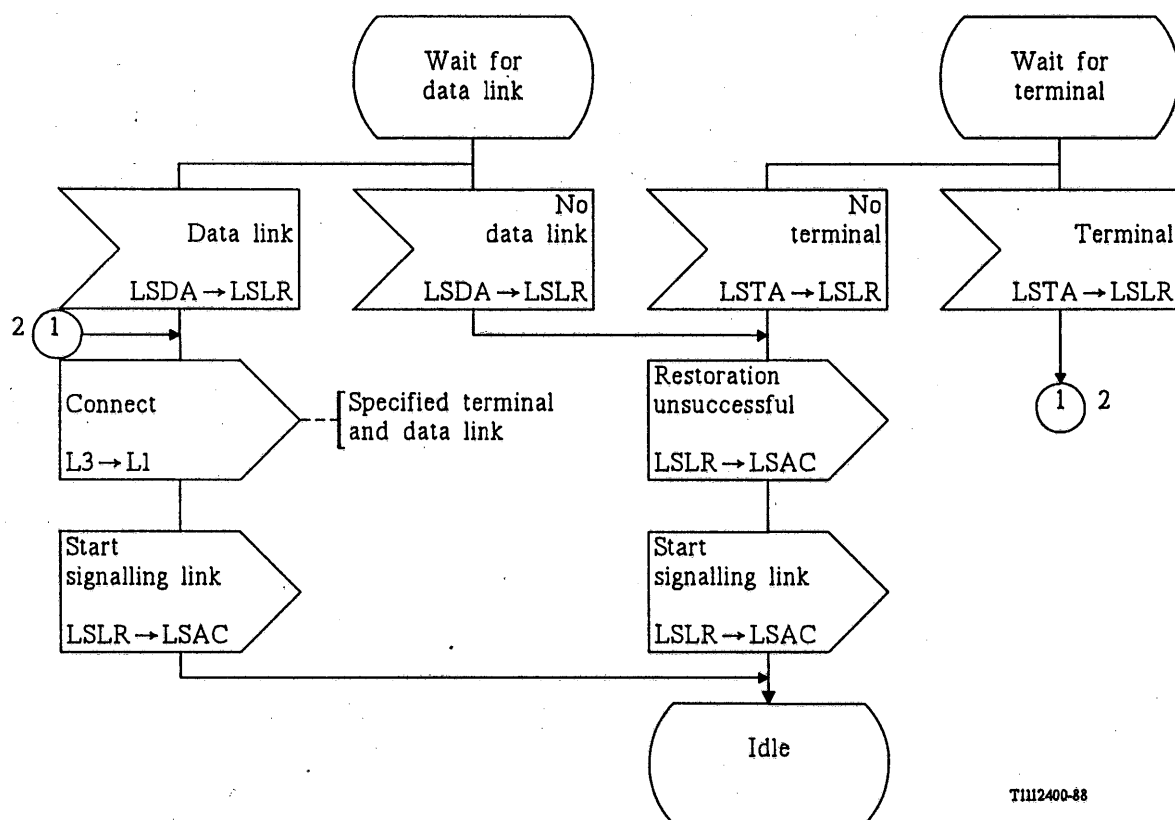 Wait for
data link
Wait for
terminal
Data link
LSDA→LSLR
No
data link
LSDA→LSLR
No
terminal
LSTA→LSLR
Terminal
LSTA→LSLR
2 1
Connect
L3→L1
Specified terminal
and data link
Restoration
unsuccessful
LSLR→LSAC
1 2
Start
signalling link
LSLR→LSAC
Start
signalling link
LSLR→LSAC
Idle
T1112400-88